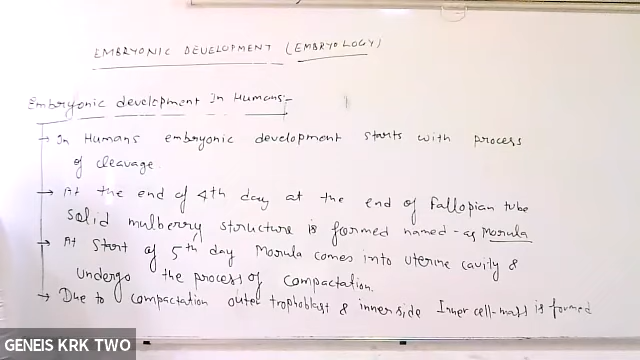 EMBRYONIC DEVELOPMENT (EMBRYOLOGY)
Embryonic development In Humans:-
→ In Humans embryonic development starts with process
of cleavage.
→ At the end of 4th day at the end of fallopian tube
solid mulberry structure is formed named - as Morula
→ At start of 5th day Morula comes into uterine cavity &
undergo the process of compactation.
→ Due to compactation outer trophoblast & innerside Inner cell-mass is formed
GENEIS KRK TWO